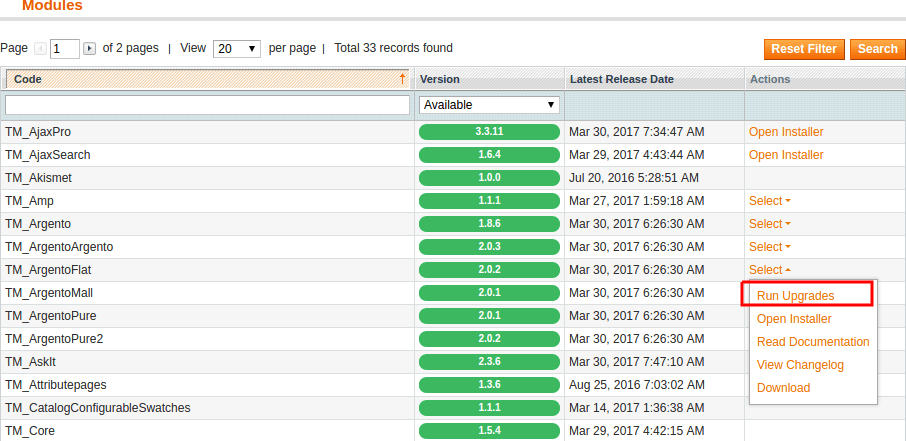 Modules
Page 1 of 2 pages | View 20 per page | Total 33 records found Reset Filter Search
Code Version Latest Release Date Actions
Available
TM_AjaxPro 3.3.11 Mar 30, 2017 7:34:47 AM Open Installer
TM_AjaxSearch 1.6.4 Mar 29, 2017 4:43:44 AM Open Installer
TM_Akismet 1.0.0 Jul 20, 2016 5:28:51 AM
TM_Amp 1.1.1 Mar 27, 2017 1:59:18 AM Select
TM_Argento 1.8.6 Mar 30, 2017 6:26:30 AM Select
TM_ArgentoArgento 2.0.3 Mar 30, 2017 6:26:30 AM Select
TM_ArgentoFlat 2.0.2 Mar 30, 2017 6:26:30 AM Select
TM_ArgentoMall 2.0.1 Mar 30, 2017 6:26:30 AM Run Upgrades
TM_ArgentoPure 2.0.1 Mar 30, 2017 6:26:30 AM Open Installer
TM_ArgentoPure2 2.0.2 Mar 30, 2017 6:26:30 AM Read Documentation
TM_AskIt 2.3.6 Mar 30, 2017 7:47:10 AM View Changelog
TM_Attributepages 1.3.6 Aug 25, 2016 7:03:02 AM Download
TM_CatalogConfigurableSwatches 1.1.1 Mar 14, 2017 1:36:38 AM
TM_Core 1.5.4 Mar 29, 2017 4:42:15 AM